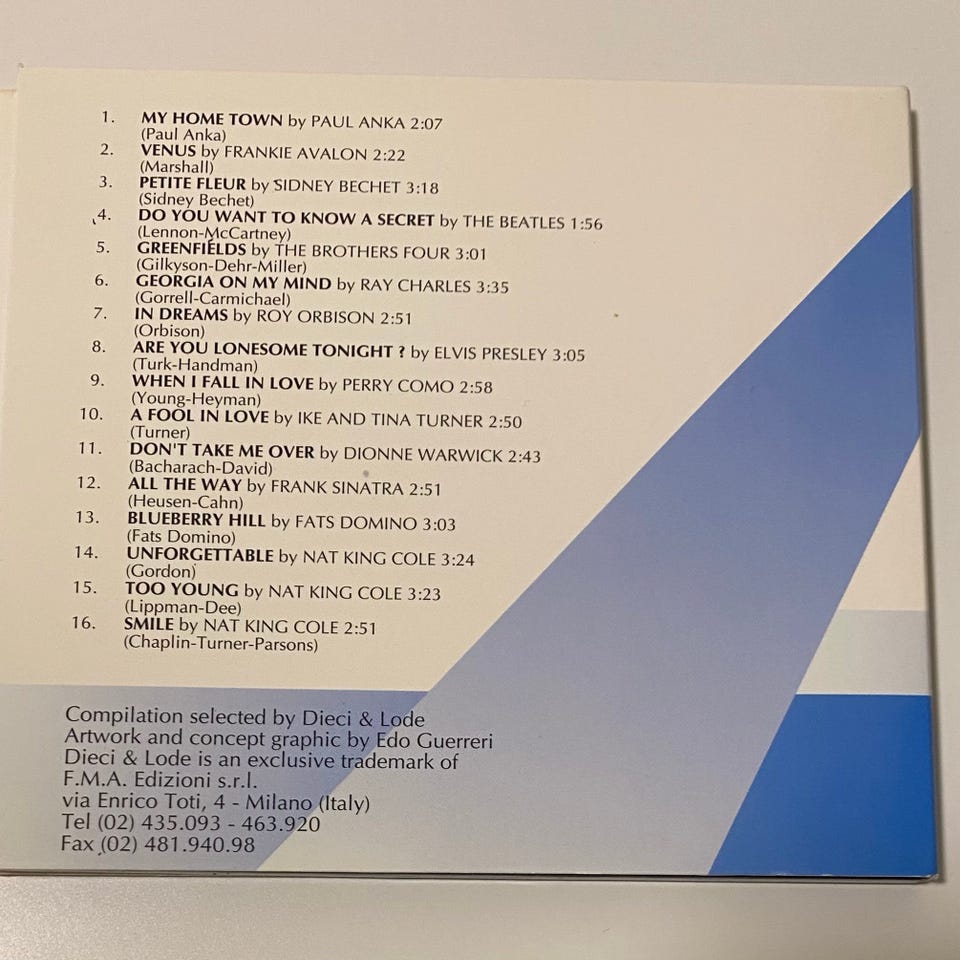 1. MY HOME TOWN by PAUL ANKA 2:07
(Paul Anka)
2. VENUS by FRANKIE AVALON 2:22
(Marshall)
3. PETITE FLEUR by SIDNEY BECHET 3:18
(Sidney Bechet)
4. DO YOU WANT TO KNOW A SECRET by THE BEATLES 1:56
(Lennon-McCartney)
5. GREENFIELDS by THE BROTHERS FOUR 3:01
(Gilkyson-Dehr-Miller)
6. GEORGIA ON MY MIND by RAY CHARLES 3:35
(Gorrell-Carmichael)
7. IN DREAMS by ROY ORBISON 2:51
(Orbison)
8. ARE YOU LONESOME TONIGHT ? by ELVIS PRESLEY 3:05
(Turk-Handman)
9. WHEN I FALL IN LOVE by PERRY COMO 2:58
(Young-Heyman)
10. A FOOL IN LOVE by IKE AND TINA TURNER 2:50
(Turner)
11. DON'T TAKE ME OVER by DIONNE WARWICK 2:43
(Bacharach-David)
12. ALL THE WAY by FRANK SINATRA 2:51
(Heusen-Cahn)
13. BLUEBERRY HILL by FATS DOMINO 3:03
(Fats Domino)
14. UNFORGETTABLE by NAT KING COLE 3:24
(Gordon)
15. TOO YOUNG by NAT KING COLE 3:23
(Lippman-Dee)
16. SMILE by NAT KING COLE 2:51
(Chaplin-Turner-Parsons)
Compilation selected by Dieci & Lode
Artwork and concept graphic by Edo Guerreri
Dieci & Lode is an exclusive trademark of
F.M.A. Edizioni s.r.l.
via Enrico Toti, 4 - Milano (Italy)
Tel (02) 435.093 - 463.920
Fax (02) 481.940.98